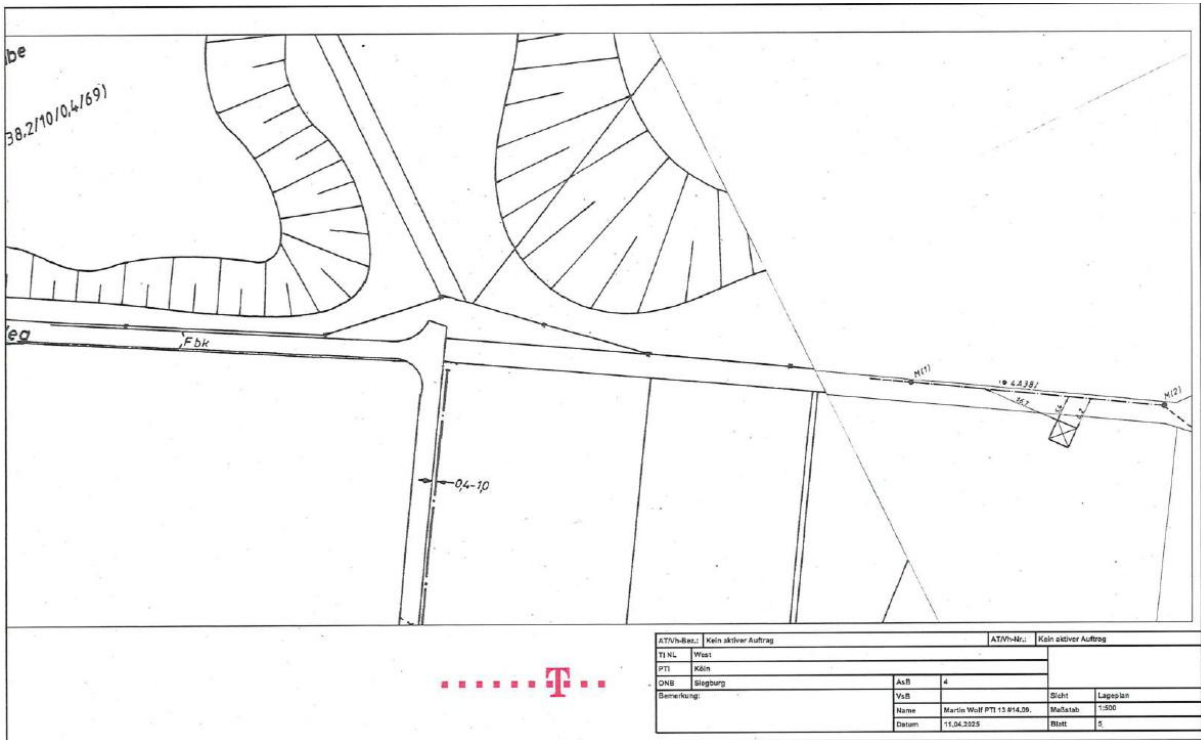 be
38,2/10/0,4/69)
Fbk
M(1)
M(2)
0,4-1,0
T
AT/Vh-Bez.: Kein aktiver Auftrag AT/Vh-Nr.: Kein aktiver Auftrag
TI NL West
PTI Köln
ONB Siegburg AsB 4
Bemerkung: VsB Sicht Lageplan
Name Martin Wolf PTI 13 #14.09. Maßstab 1:500
Datum 11.04.2025 Blatt 5